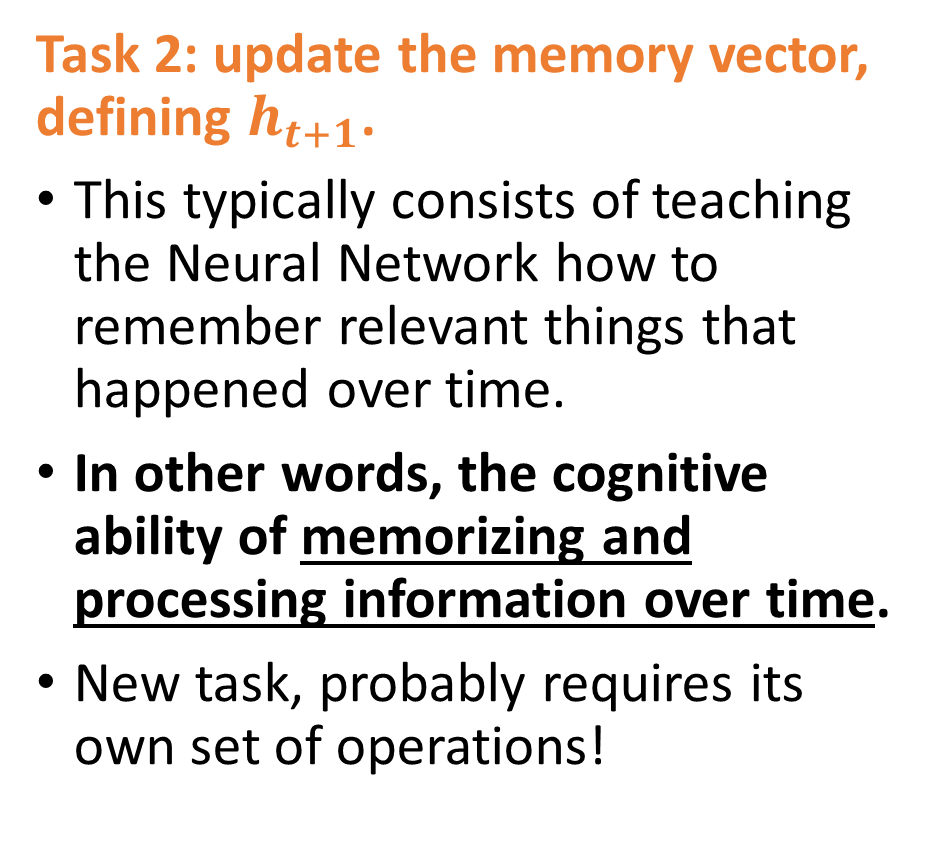 Task 2: update the memory vector,
defining h_{t+1}.
• This typically consists of teaching
the Neural Network how to
remember relevant things that
happened over time.
• In other words, the cognitive
ability of memorizing and
processing information over time.
• New task, probably requires its
own set of operations!